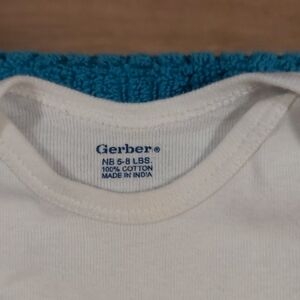 Gerber®
NB 5-8 LBS.
100% COTTON
MADE IN INDIA